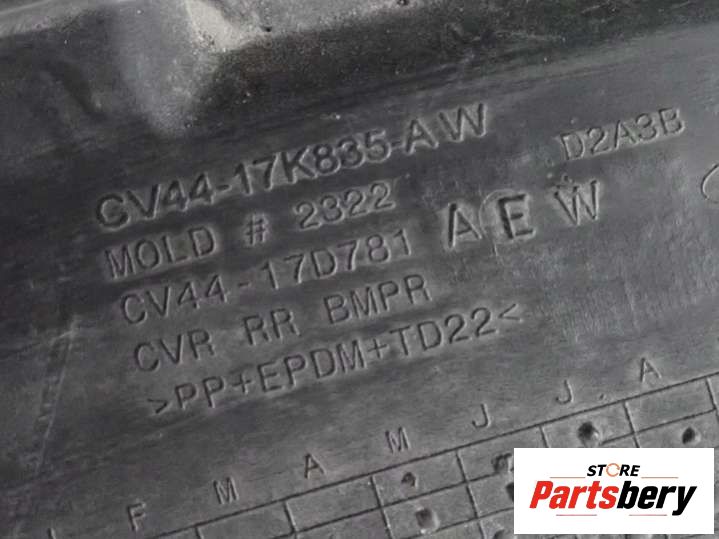 CV44-17K835-AW
D2A3B
MOLD # 2322
CV44-17D781 AEW
CVR RR BMPR
>PP+EPDM+TD22<
F M A M J J A
STORE
Partsbery